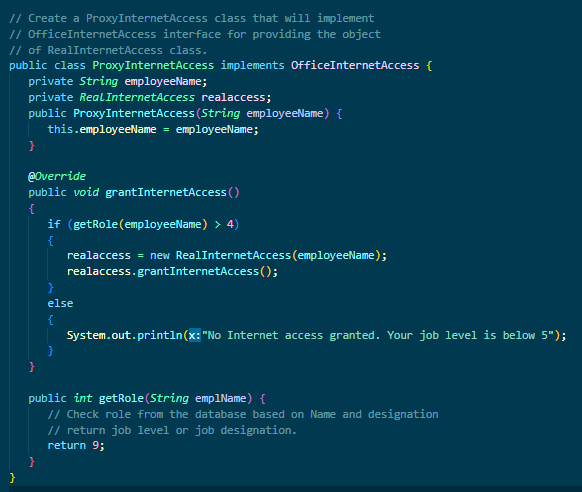 // Create a ProxyInternetAccess class that will implement
// OfficeInternetAccess interface for providing the object
// of RealInternetAccess class.
public class ProxyInternetAccess implements OfficeInternetAccess {
private String employeeName;
private RealInternetAccess realaccess;
public ProxyInternetAccess(String employeeName) {
this.employeeName = employeeName;
}
@Override
public void grantInternetAccess()
{
if (getRole(employeeName) > 4)
{
realaccess = new RealInternetAccess(employeeName);
realaccess.grantInternetAccess();
}
else
{
System.out.println(x:"No Internet access granted. Your job level is below 5");
}
}
public int getRole(String emplName) {
// Check role from the database based on Name and designation
// return job level or job designation.
return 9;
}
}